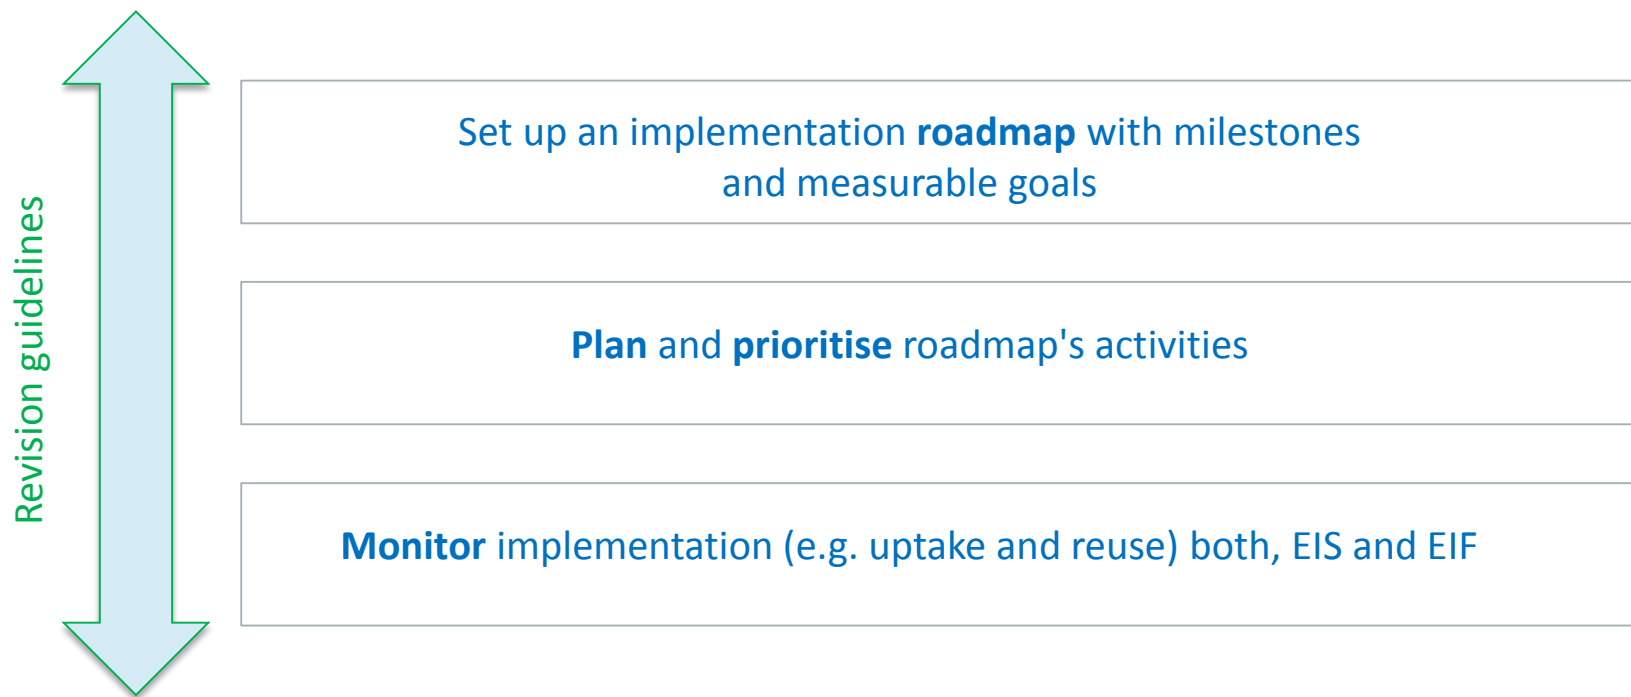 Revision guidelines
Set up an implementation roadmap with milestones
and measurable goals
Plan and prioritise roadmap's activities
Monitor implementation (e.g. uptake and reuse) both, EIS and EIF